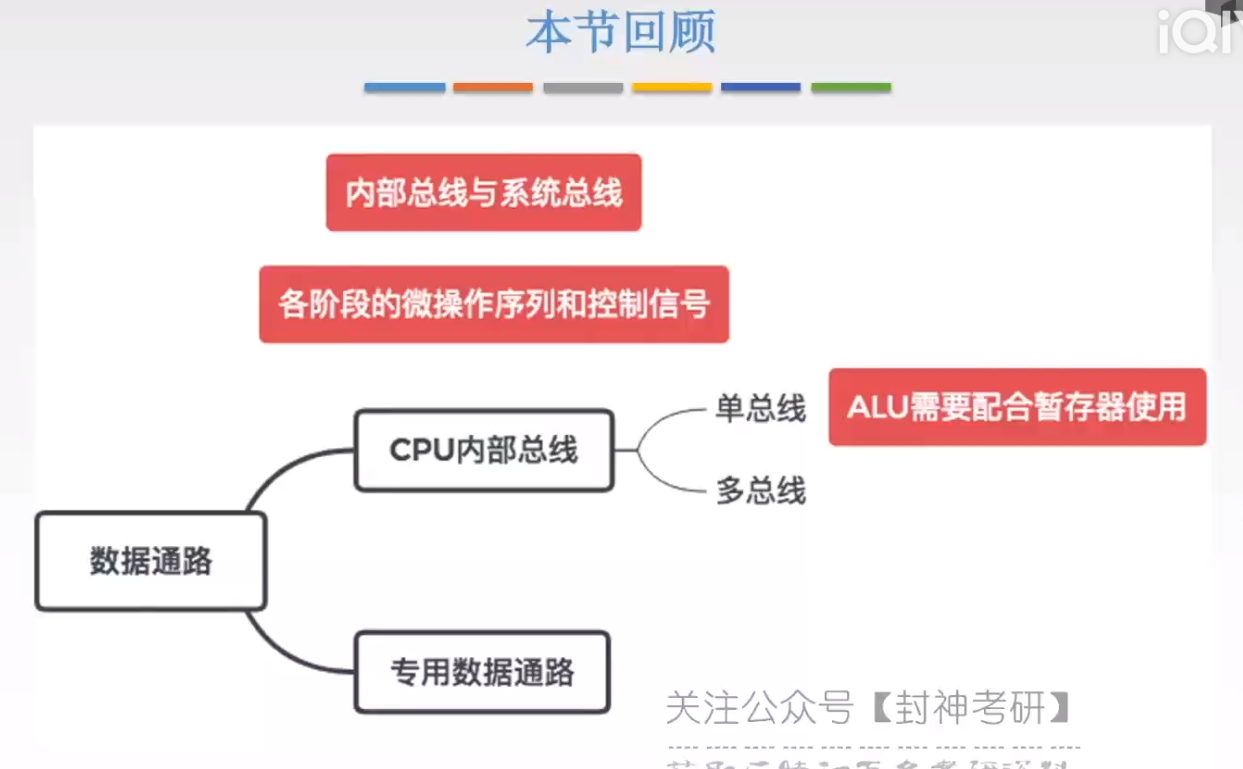 本节回顾
iQI
内部总线与系统总线
各阶段的微操作序列和控制信号
单总线
ALU需要配合暂存器使用
CPU内部总线
多总线
数据通路
专用数据通路
关注公众号【封神考研】